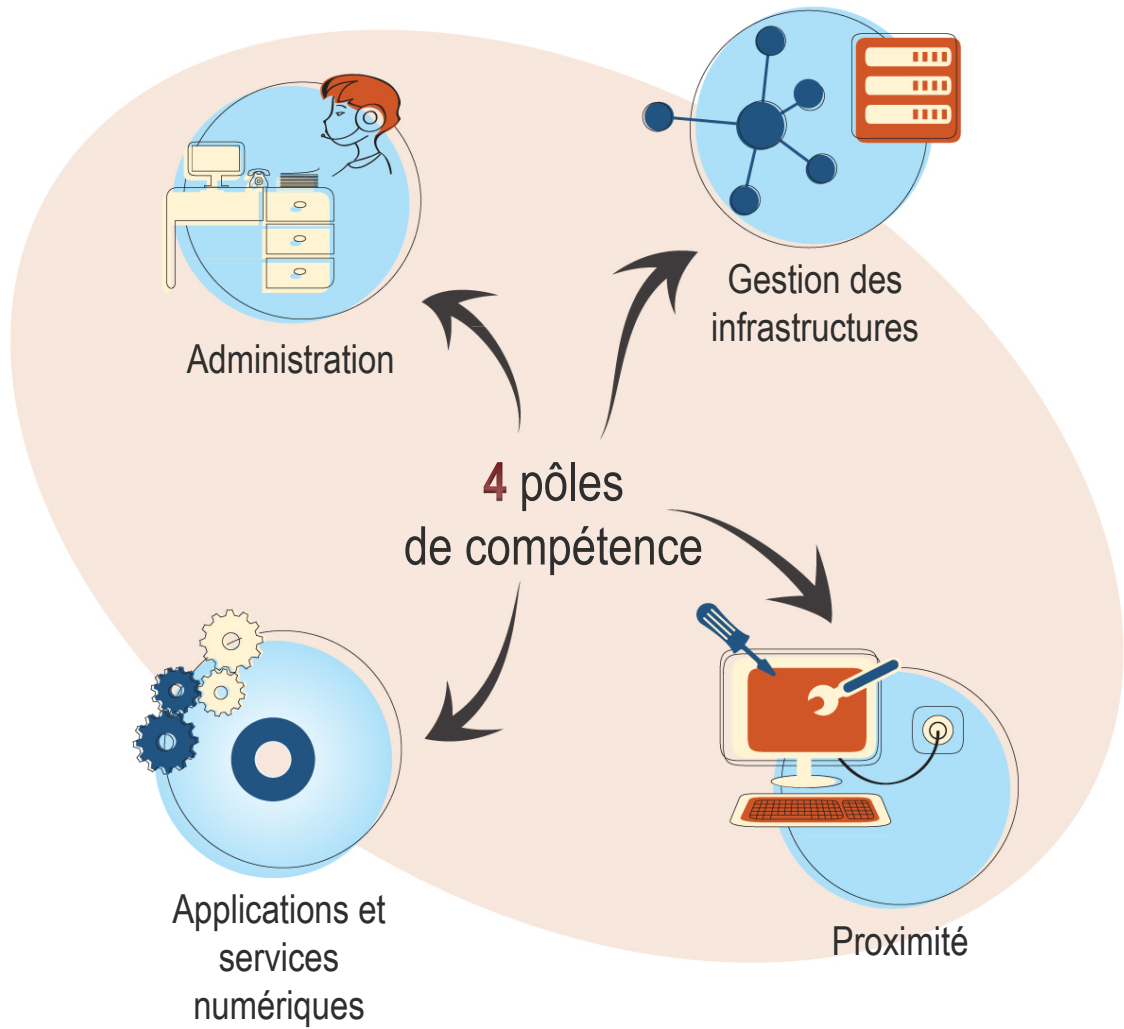 Administration
Gestion des
infrastructures
4 pôles
de compétence
Applications et
services
numériques
Proximité